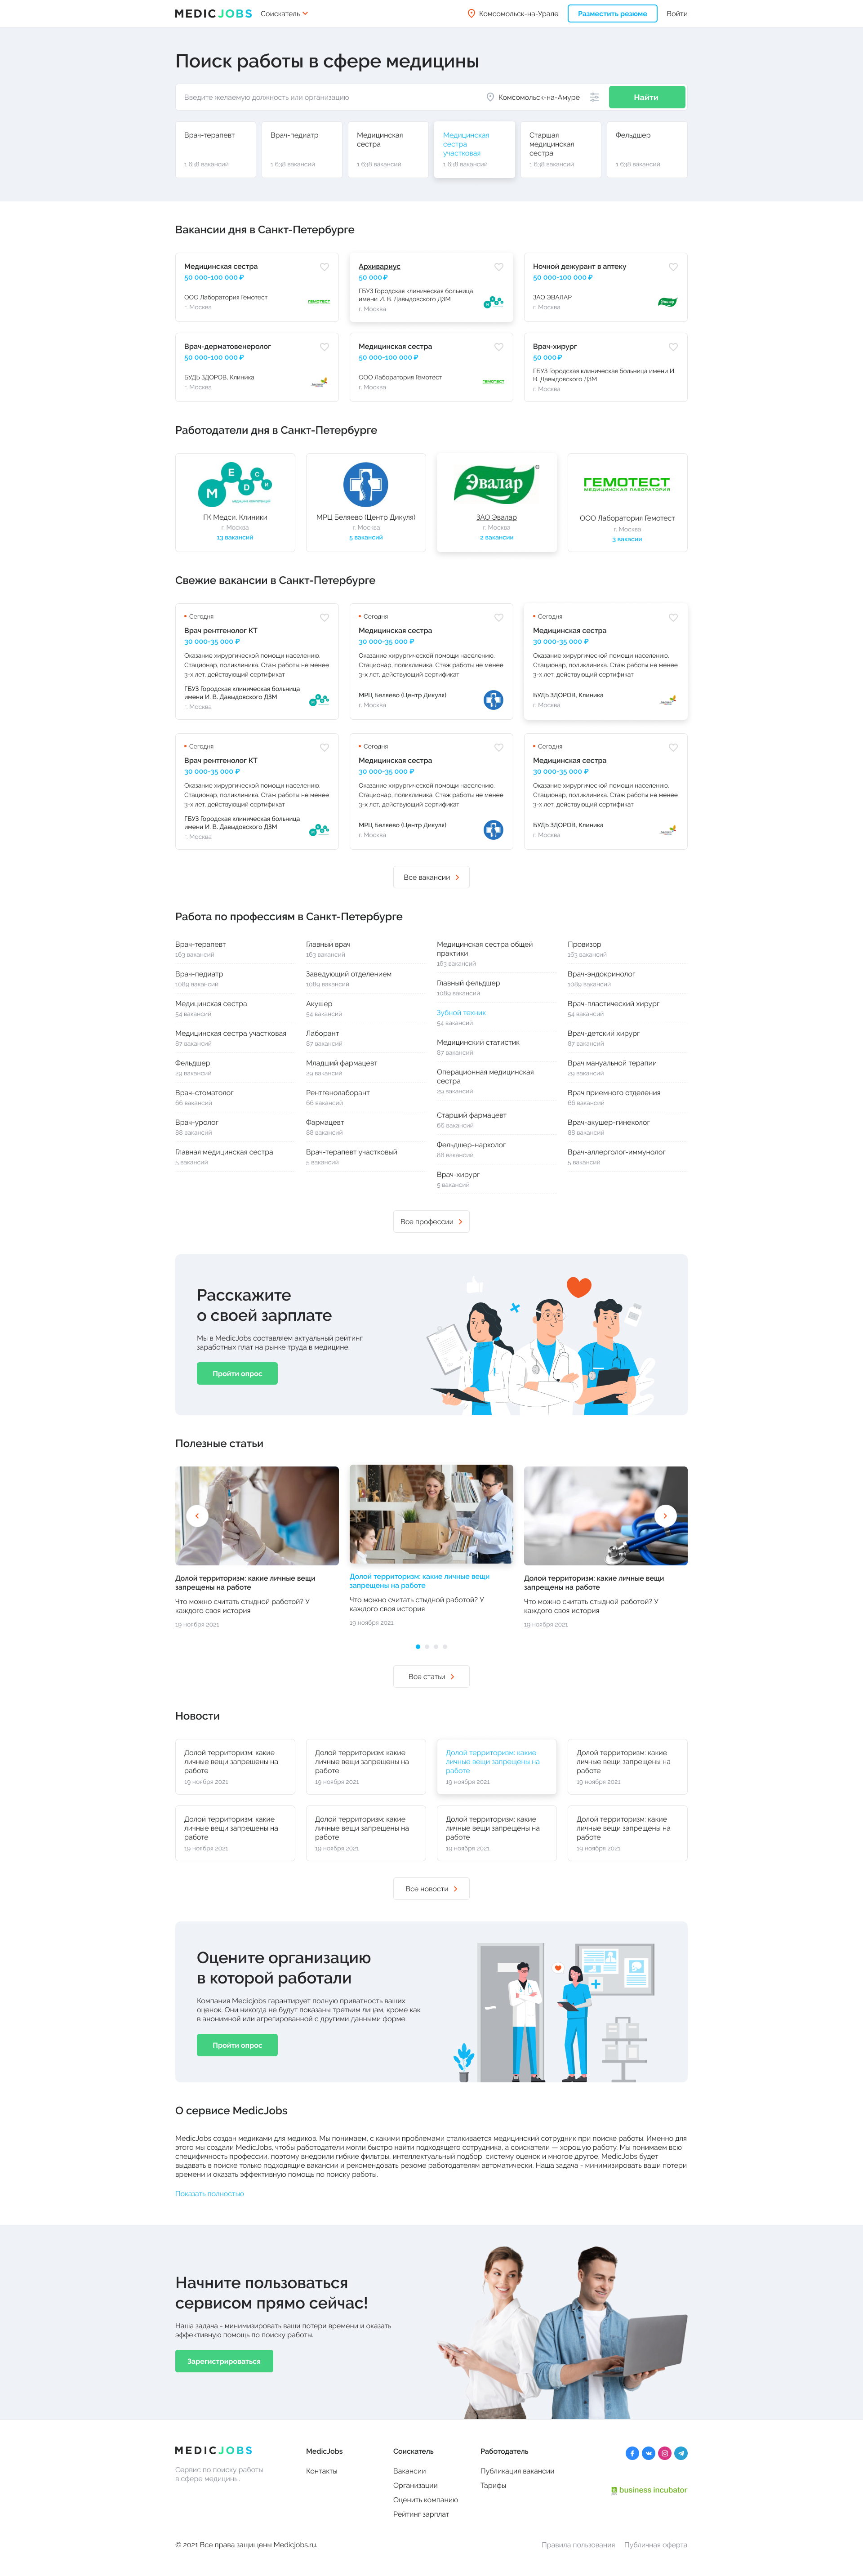 MEDICJOBS Соискатель Комсомольск-на-Урале Разместить резюме Войти
Поиск работы в сфере медицины
Введите желаемую должность или организацию Комсомольск-на-Амуре Найти
Врач-терапевт
1 638 вакансий
Врач-педиатр
1 638 вакансий
Медицинская
сестра
1 638 вакансий
Медицинская
сестра
участковая
1 638 вакансий
Старшая
медицинская
сестра
1 638 вакансий
Фельдшер
1 638 вакансий
Вакансии дня в Санкт-Петербурге
Медицинская сестра
50 000-100 000 ₽
ООО Лаборатория Гемотест
г. Москва
ГЕМОТЕСТ
Архивариус
50 000 ₽
ГБУЗ Городская клиническая больница
имени И. В. Давыдовского ДЗМ
г. Москва
Ночной дежурант в аптеку
50 000-100 000 ₽
ЗАО ЭВАЛАР
г. Москва
Эвалар
Врач-дерматовенеролог
50 000-100 000 ₽
БУДЬ ЗДОРОВ, Клиника
г. Москва
Медицинская сестра
50 000-100 000 ₽
ООО Лаборатория Гемотест
г. Москва
ГЕМОТЕСТ
Врач-хирург
50 000 ₽
ГБУЗ Городская клиническая больница имени И.
В. Давыдовского ДЗМ
г. Москва
Работодатели дня в Санкт-Петербурге
МЕDСИ
ГК Медси. Клиники
г. Москва
13 вакансий
МРЦ Беляево (Центр Дикуля)
г. Москва
5 вакансий
Эвалар®
ЗАО Эвалар
г. Москва
2 вакансии
ГЕМОТЕСТ
МЕДИЦИНСКАЯ ЛАБОРАТОРИЯ
ООО Лаборатория Гемотест
г. Москва
3 вакасии
Свежие вакансии в Санкт-Петербурге
Сегодня
Врач рентгенолог КТ
30 000-35 000 ₽
Оказание хирургической помощи населению.
Стационар, поликлиника. Стаж работы не менее
3-х лет, действующий сертификат
ГБУЗ Городская клиническая больница
имени И. В. Давыдовского ДЗМ
г. Москва
Сегодня
Медицинская сестра
30 000-35 000 ₽
Оказание хирургической помощи населению.
Стационар, поликлиника. Стаж работы не менее
3-х лет, действующий сертификат
МРЦ Беляево (Центр Дикуля)
г. Москва
Сегодня
Медицинская сестра
30 000-35 000 ₽
Оказание хирургической помощи населению.
Стационар, поликлиника. Стаж работы не менее
3-х лет, действующий сертификат
БУДЬ ЗДОРОВ, Клиника
г. Москва
Сегодня
Врач рентгенолог КТ
30 000-35 000 ₽
Оказание хирургической помощи населению.
Стационар, поликлиника. Стаж работы не менее
3-х лет, действующий сертификат
ГБУЗ Городская клиническая больница
имени И. В. Давыдовского ДЗМ
г. Москва
Сегодня
Медицинская сестра
30 000-35 000 ₽
Оказание хирургической помощи населению.
Стационар, поликлиника. Стаж работы не менее
3-х лет, действующий сертификат
МРЦ Беляево (Центр Дикуля)
г. Москва
Сегодня
Медицинская сестра
30 000-35 000 ₽
Оказание хирургической помощи населению.
Стационар, поликлиника. Стаж работы не менее
3-х лет, действующий сертификат
БУДЬ ЗДОРОВ, Клиника
г. Москва
Все вакансии
Работа по профессиям в Санкт-Петербурге
Врач-терапевт
163 вакансий
Врач-педиатр
1089 вакансий
Медицинская сестра
54 вакансий
Медицинская сестра участковая
87 вакансий
Фельдшер
29 вакансий
Врач-стоматолог
66 вакансий
Врач-уролог
88 вакансий
Главная медицинская сестра
5 вакансий
Главный врач
163 вакансий
Заведующий отделением
1089 вакансий
Акушер
54 вакансий
Лаборант
87 вакансий
Младший фармацевт
29 вакансий
Рентгенолаборант
66 вакансий
Фармацевт
88 вакансий
Врач-терапевт участковый
5 вакансий
Медицинская сестра общей
практики
163 вакансий
Главный фельдшер
1089 вакансий
Зубной техник
54 вакансий
Медицинский статистик
87 вакансий
Операционная медицинская
сестра
29 вакансий
Старший фармацевт
66 вакансий
Фельдшер-нарколог
88 вакансий
Врач-хирург
5 вакансий
Провизор
163 вакансий
Врач-эндокринолог
1089 вакансий
Врач-пластический хирург
54 вакансий
Врач-детский хирург
87 вакансий
Врач мануальной терапии
29 вакансий
Врач приемного отделения
66 вакансий
Врач-акушер-гинеколог
88 вакансий
Врач-аллерголог-иммунолог
5 вакансий
Все профессии
Расскажите
о своей зарплате
Мы в MedicJobs составляем актуальный рейтинг
заработных плат на рынке труда в медицине.
Пройти опрос
Полезные статьи
Долой территоризм: какие личные вещи
запрещены на работе
Что можно считать стыдной работой? У
каждого своя история
19 ноября 2021
Долой территоризм: какие личные вещи
запрещены на работе
Что можно считать стыдной работой? У
каждого своя история
19 ноября 2021
Долой территоризм: какие личные вещи
запрещены на работе
Что можно считать стыдной работой? У
каждого своя история
19 ноября 2021
Все статьи
Новости
Долой территоризм: какие
личные вещи запрещены на
работе
19 ноября 2021
Долой территоризм: какие
личные вещи запрещены на
работе
19 ноября 2021
Долой территоризм: какие
личные вещи запрещены на
работе
19 ноября 2021
Долой территоризм: какие
личные вещи запрещены на
работе
19 ноября 2021
Долой территоризм: какие
личные вещи запрещены на
работе
19 ноября 2021
Долой территоризм: какие
личные вещи запрещены на
работе
19 ноября 2021
Долой территоризм: какие
личные вещи запрещены на
работе
19 ноября 2021
Долой территоризм: какие
личные вещи запрещены на
работе
19 ноября 2021
Все новости
Оцените организацию
в которой работали
Компания Medicjobs гарантирует полную приватность ваших
оценок. Они никогда не будут показаны третьим лицам, кроме как
в анонимной или агрегированной с другими данными форме.
Пройти опрос
О сервисе MedicJobs
MedicJobs создан медиками для медиков. Мы понимаем, с какими проблемами сталкивается медицинский сотрудник при поиске работы. Именно для
этого мы создали MedicJobs, чтобы работодатели могли быстро найти подходящего сотрудника, а соискатели — хорошую работу. Мы понимаем всю
специфичность профессии, поэтому внедрили гибкие фильтры, интеллектуальный подбор, систему оценок и многое другое. MedicJobs будет
выдавать в поиске только подходящие вакансии и рекомендовать резюме работодателям автоматически. Наша задача - минимизировать ваши потери
времени и оказать эффективную помощь по поиску работы.
Показать полностью
Начните пользоваться
сервисом прямо сейчас!
Наша задача - минимизировать ваши потери времени и оказать
эффективную помощь по поиску работы.
Зарегистрироваться
MEDICJOBS
Сервис по поиску работы
в сфере медицины.
MedicJobs
Контакты
Соискатель
Вакансии
Организации
Оценить компанию
Рейтинг зарплат
Работодатель
Публикация вакансии
Тарифы
business incubator
© 2021 Все права защищены Medicjobs.ru. Правила пользования Публичная оферта